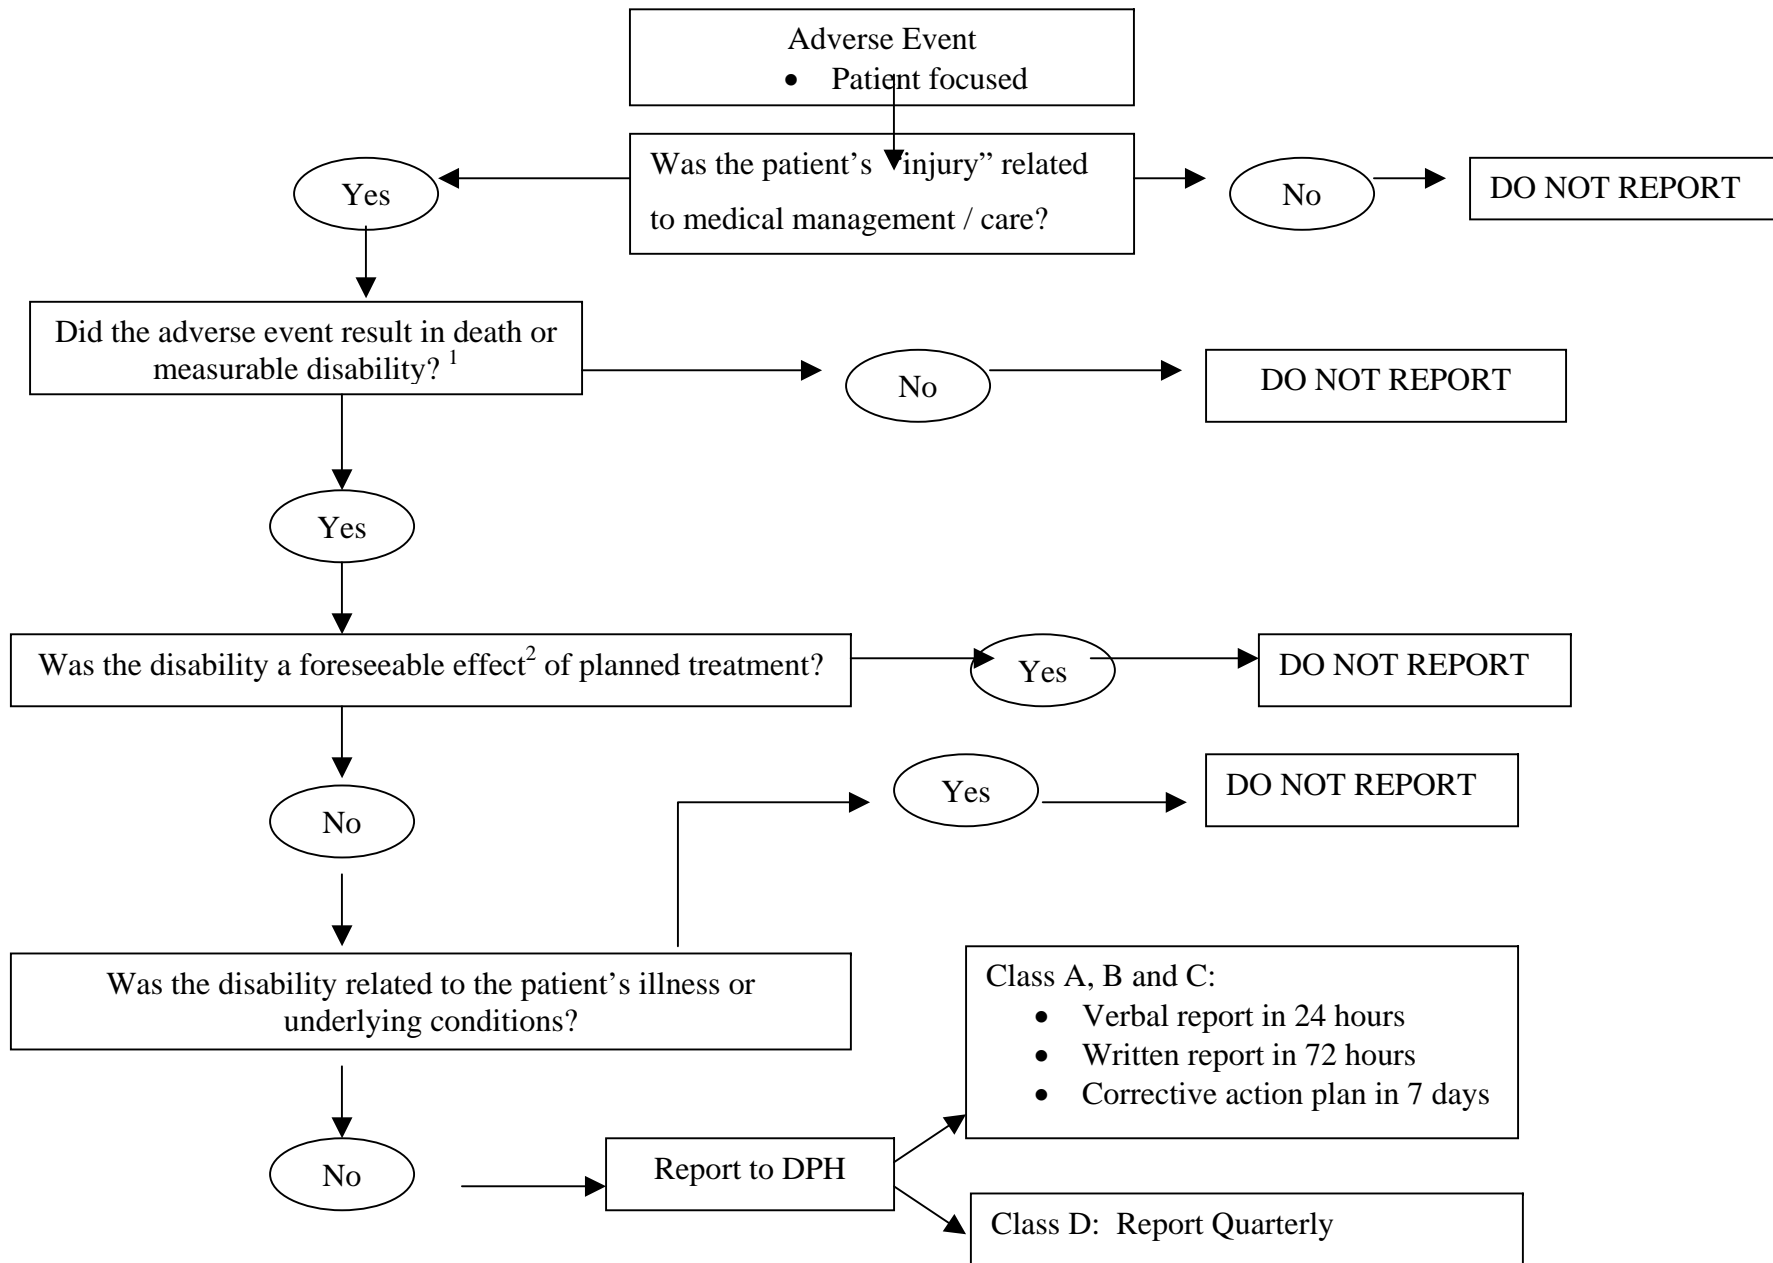 Adverse Event
• Patient focused
Was the patient’s “injury” related
to medical management / care?
Yes
No
DO NOT REPORT
Did the adverse event result in death or
measurable disability? 1
No
DO NOT REPORT
Yes
Was the disability a foreseeable effect2 of planned treatment?
Yes
DO NOT REPORT
No
Yes
DO NOT REPORT
Was the disability related to the patient’s illness or
underlying conditions?
Class A, B and C:
• Verbal report in 24 hours
• Written report in 72 hours
• Corrective action plan in 7 days
No
Report to DPH
Class D: Report Quarterly